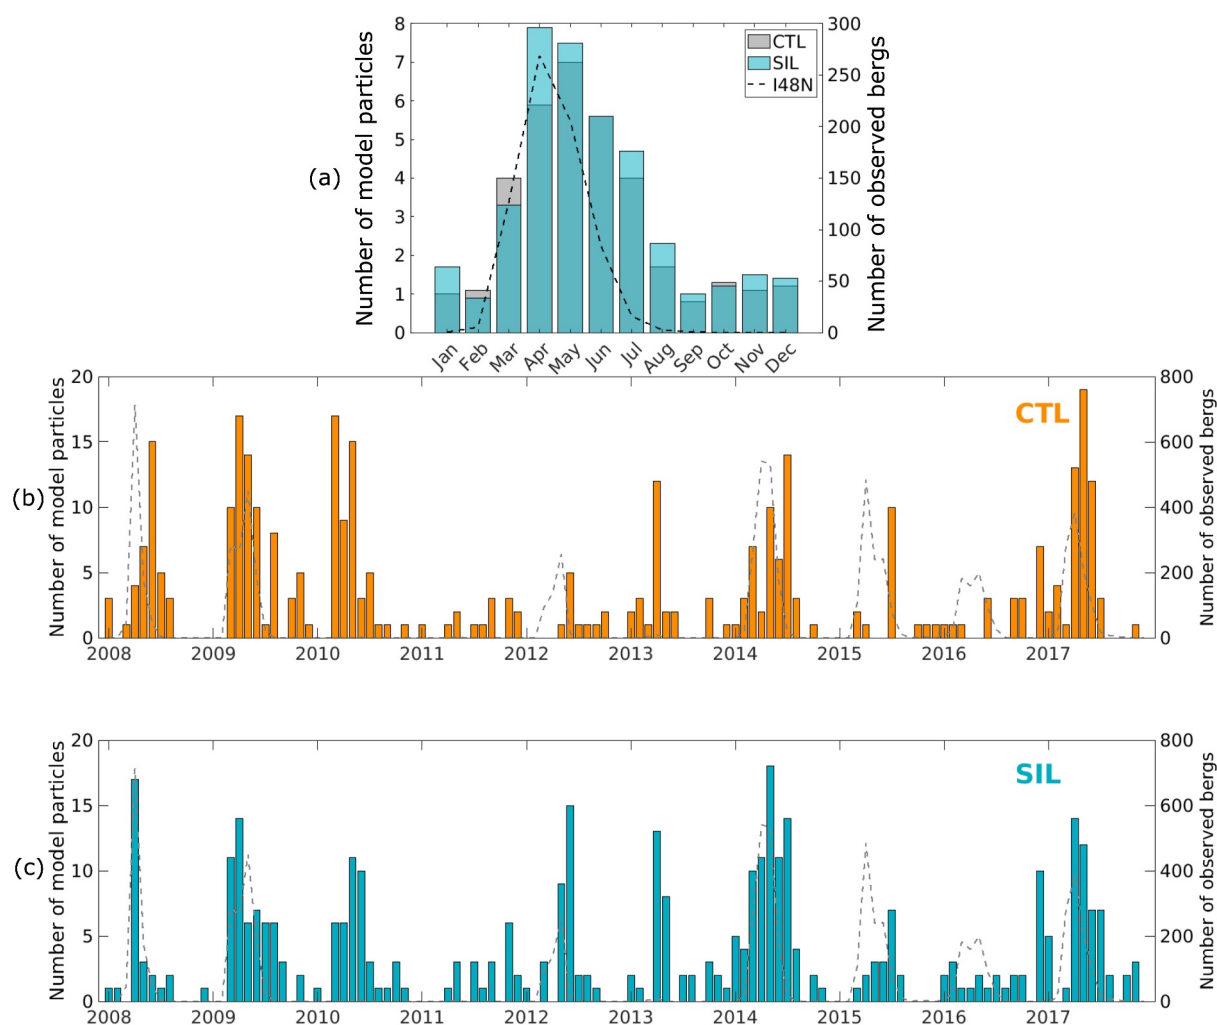 (a)
Number of model particles
8
7
6
5
4
3
2
1
0
CTL
SIL
I48N
300
250
200
150
100
50
0
Number of observed bergs
Jan Feb Mar Apr May Jun Jul Aug Sep Oct Nov Dec
(b)
Number of model particles
20
15
10
5
0
CTL
800
600
400
200
0
Number of observed bergs
2008 2009 2010 2011 2012 2013 2014 2015 2016 2017
(c)
Number of model particles
20
15
10
5
0
SIL
800
600
400
200
0
Number of observed bergs
2008 2009 2010 2011 2012 2013 2014 2015 2016 2017